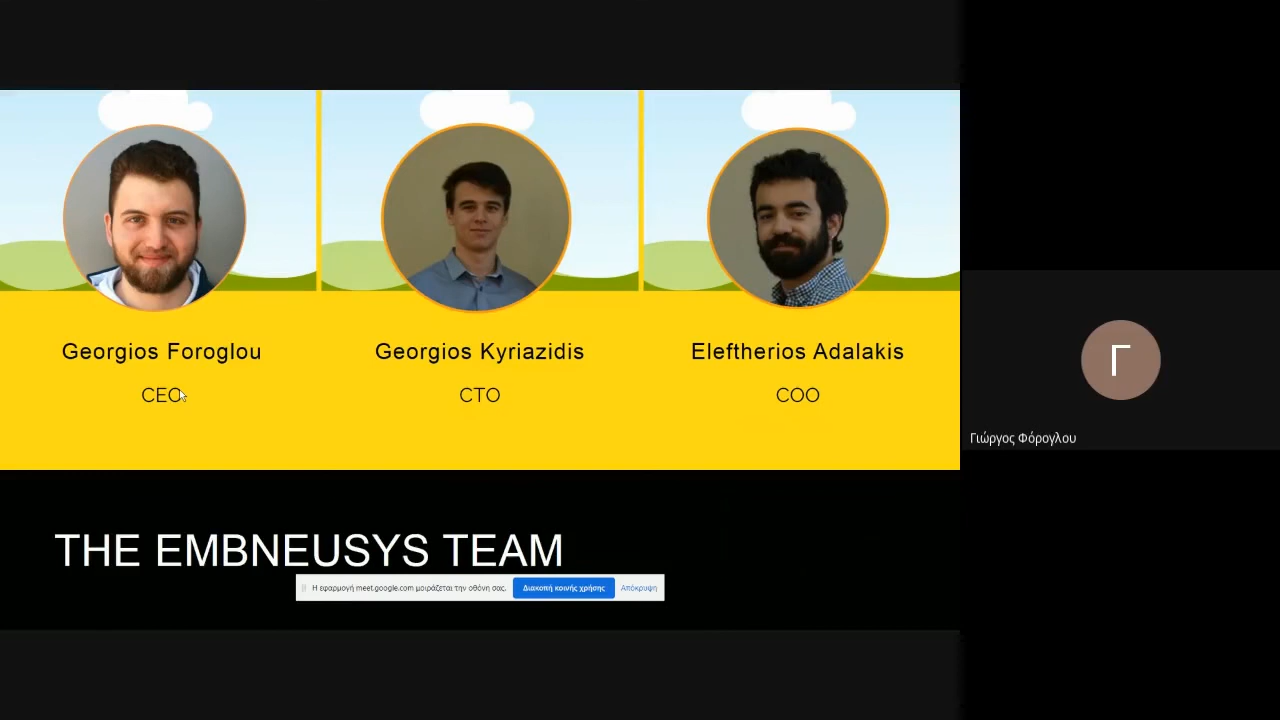 Georgios Foroglou
CEO
Georgios Kyriazidis
CTO
Eleftherios Adalakis
COO
Γ
Γιώργος Φόρογλου
THE EMBNEUSYS TEAM
Η εφαρμογή meet.google.com μοιράζεται την οθόνη σας. Διακοπή κοινής χρήσης Απόκρυψη